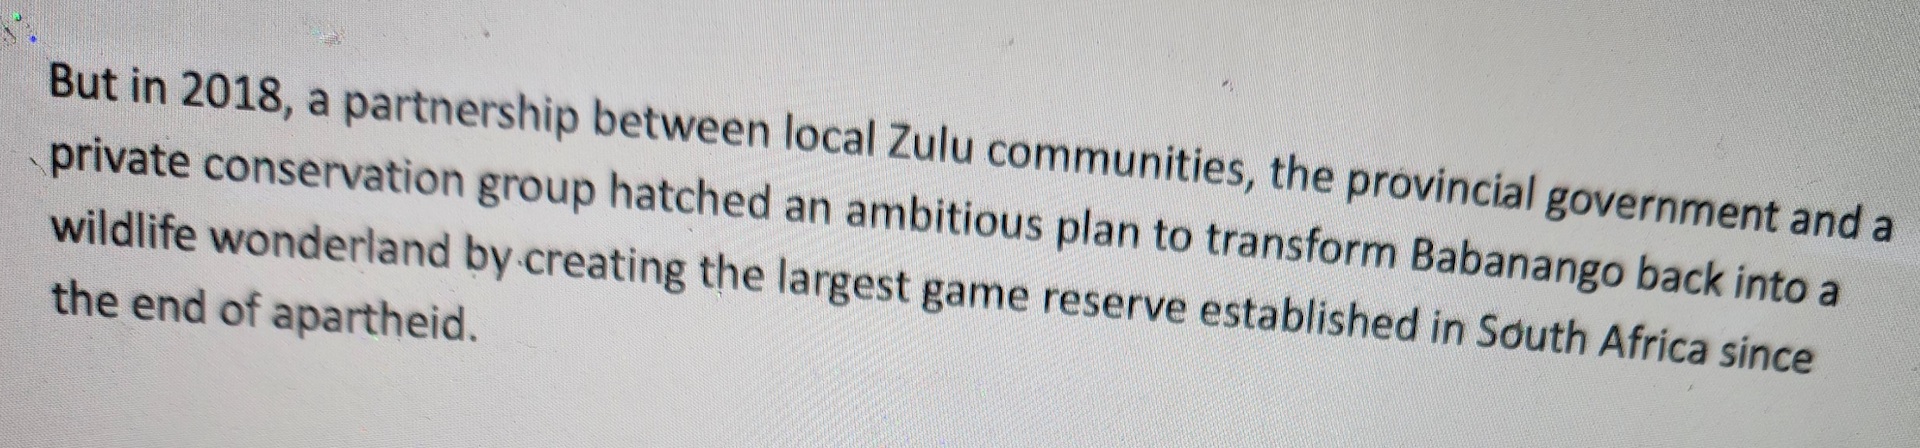 But in 2018, a partnership between local Zulu communities, the provincial government and a
private conservation group hatched an ambitious plan to transform Babanango back into a
wildlife wonderland by creating the largest game reserve established in South Africa since
the end of apartheid.